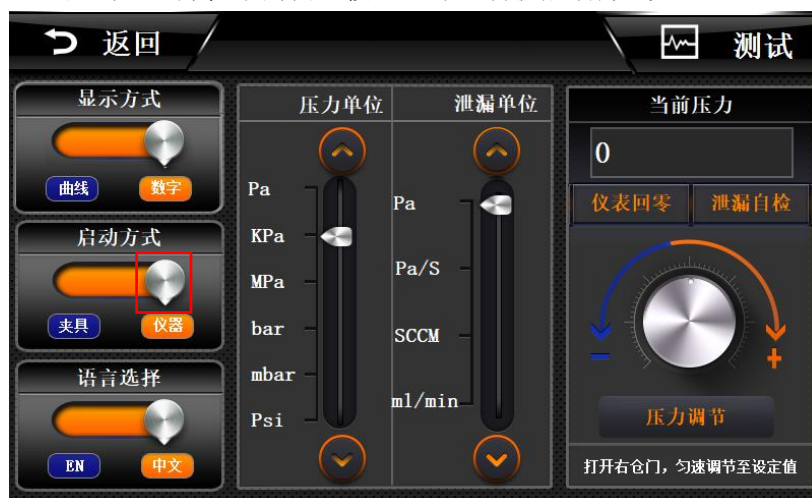 返回
测试
显示方式
曲线 数字
启动方式
夹具 仪器
语言选择
EN 中文
压力单位
Pa
KPa
MPa
bar
mbar
Psi
泄漏单位
Pa
Pa/S
SCCM
ml/min
当前压力
0
仪表回零 泄漏自检
－ +
压力调节
打开右仓门，匀速调节至设定值